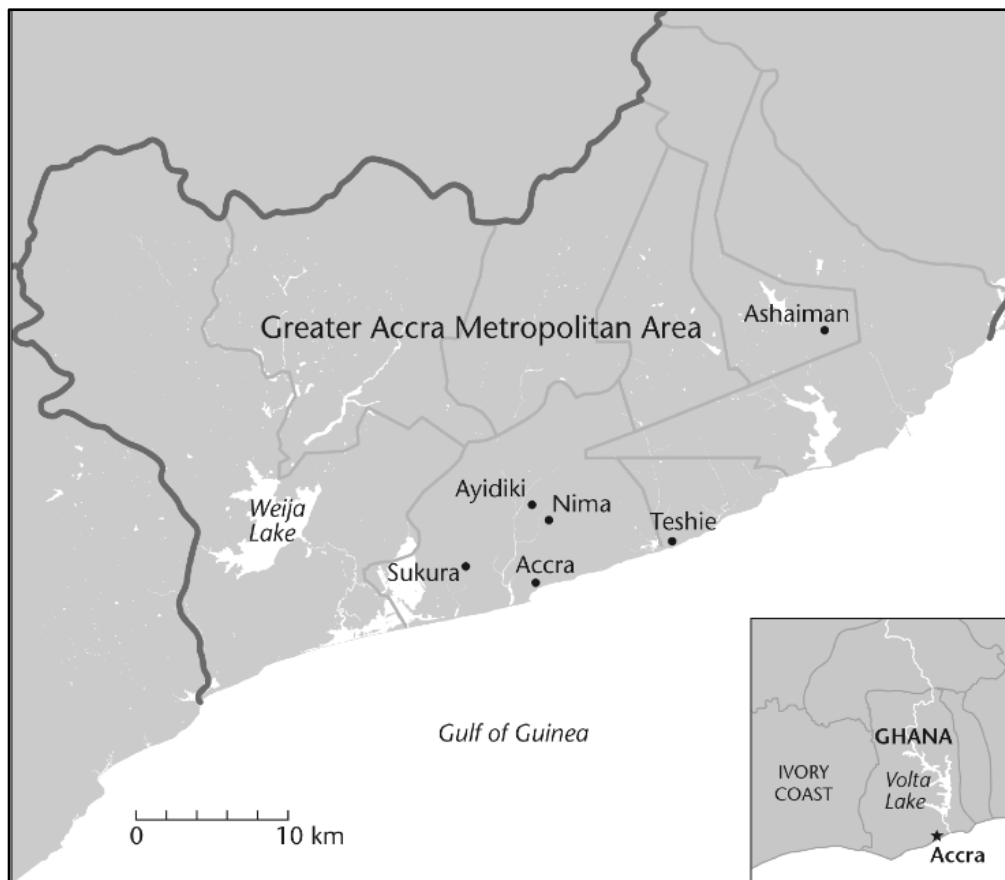 Ashaiman
Greater Accra Metropolitan Area
Ayidiki
Nima
Weija
Lake
Teshie
Sukura
Accra
Gulf of Guinea
0 10 km
GHANA
IVORY
COAST
Volta
Lake
Accra